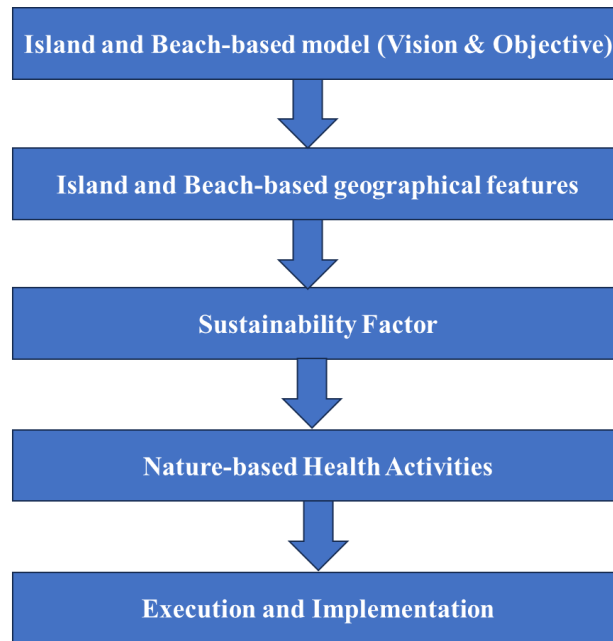 Island and Beach-based model (Vision & Objective)
Island and Beach-based geographical features
Sustainability Factor
Nature-based Health Activities
Execution and Implementation